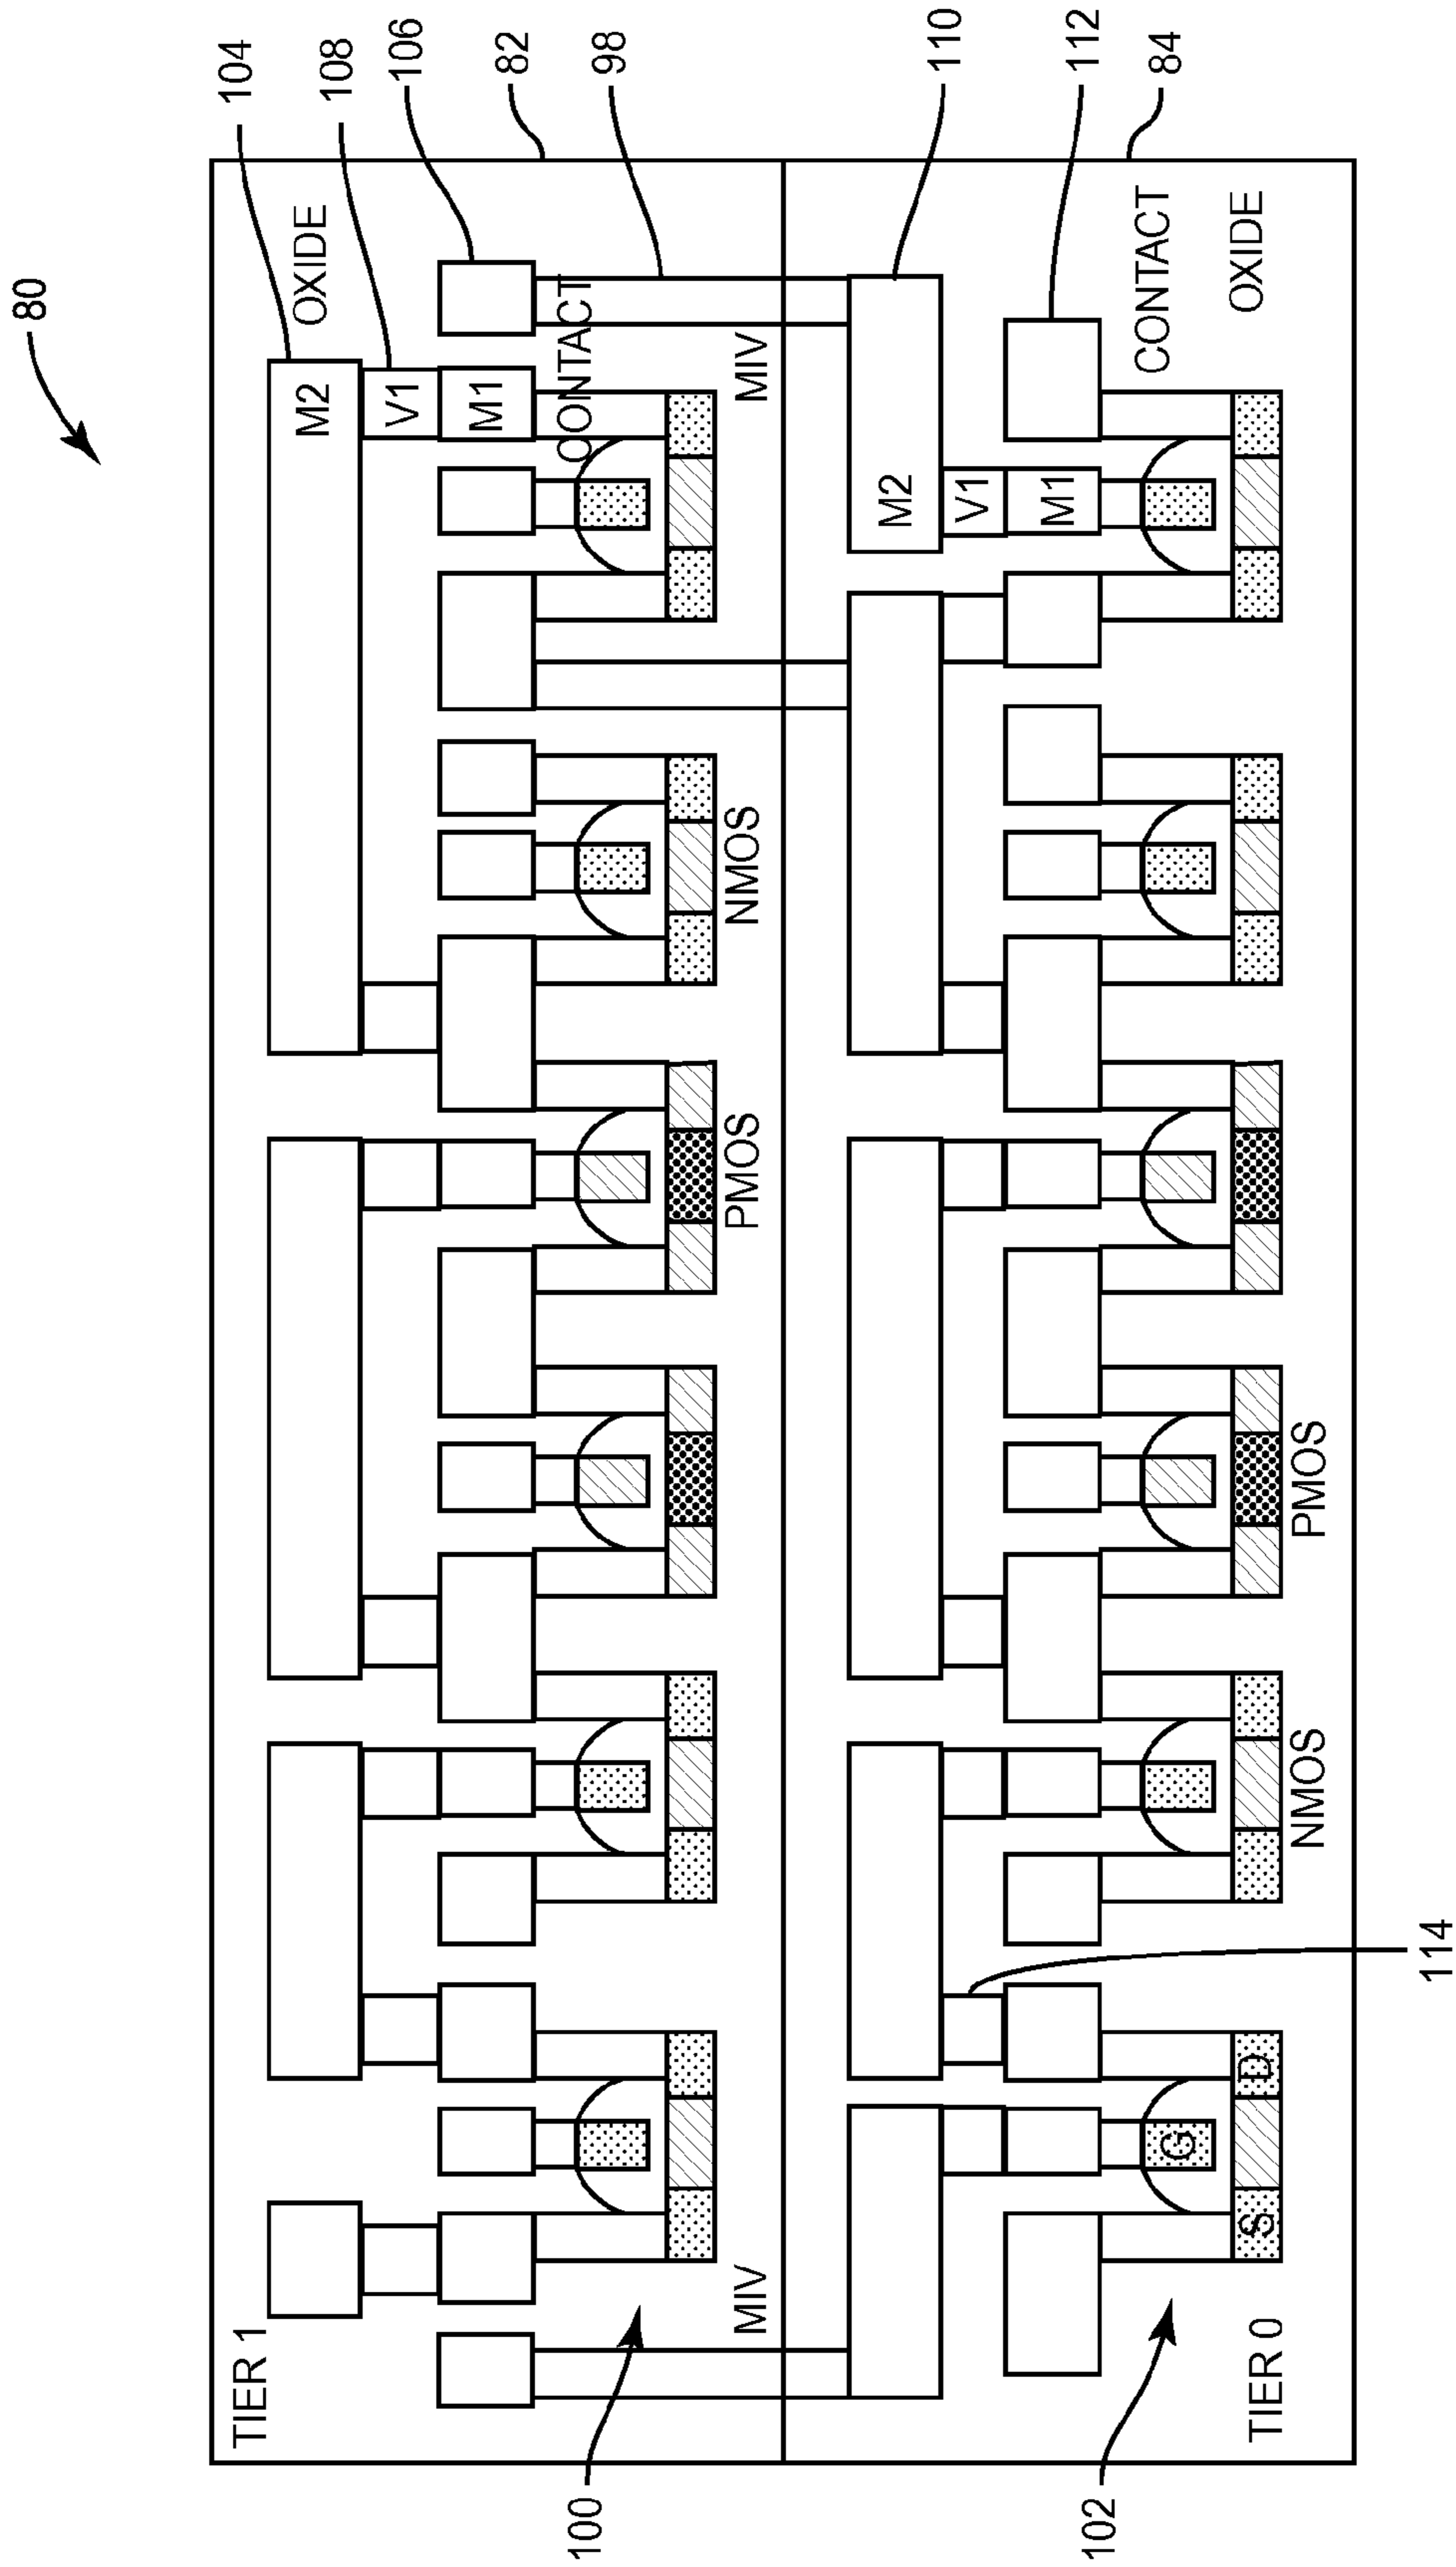 80
TIER 1
104
M2
OXIDE
108
V1
106
M1
82
CONTACT
100
98
MIV
PMOS
NMOS
MIV
M2
110
V1
M1
112
102
CONTACT
84
G
S
D
TIER 0
OXIDE
NMOS
PMOS
114